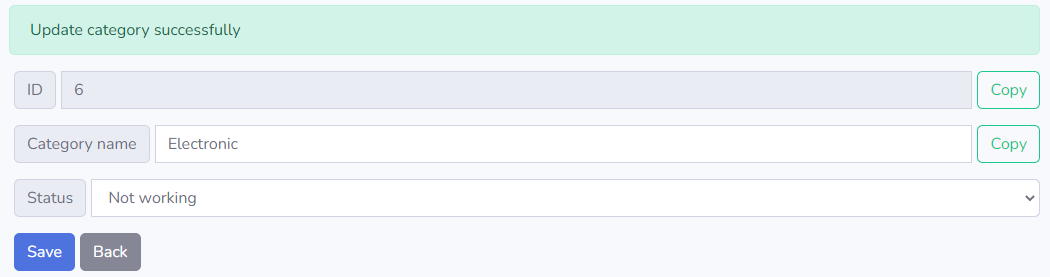 Update category successfully
ID 6 Copy
Category name Electronic Copy
Status Not working
Save Back